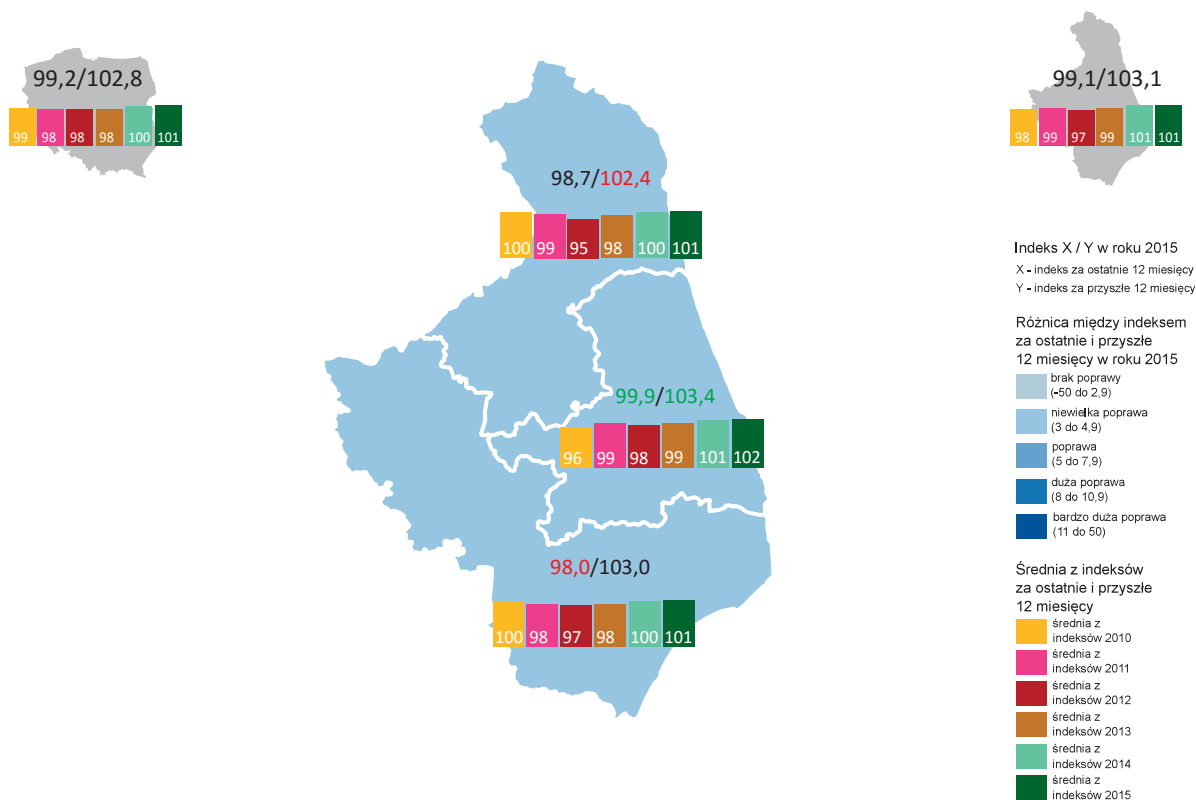 99,2/102,8
99 98 98 98 100 101
99,1/103,1
98 99 97 99 101 101
98,7/102,4
100 99 95 98 100 101
99,9/103,4
96 99 98 99 101 102
98,0/103,0
100 98 97 98 100 101
Indeks X / Y w roku 2015
X - indeks za ostatnie 12 miesięcy
Y - indeks za przyszłe 12 miesięcy
Różnica między indeksem
za ostatnie i przyszłe
12 miesięcy w roku 2015
brak poprawy
(-50 do 2,9)
niewielka poprawa
(3 do 4,9)
poprawa
(5 do 7,9)
duża poprawa
(8 do 10,9)
bardzo duża poprawa
(11 do 50)
Średnia z indeksów
za ostatnie i przyszłe
12 miesięcy
średnia z
indeksów 2010
średnia z
indeksów 2011
średnia z
indeksów 2012
średnia z
indeksów 2013
średnia z
indeksów 2014
średnia z
indeksów 2015